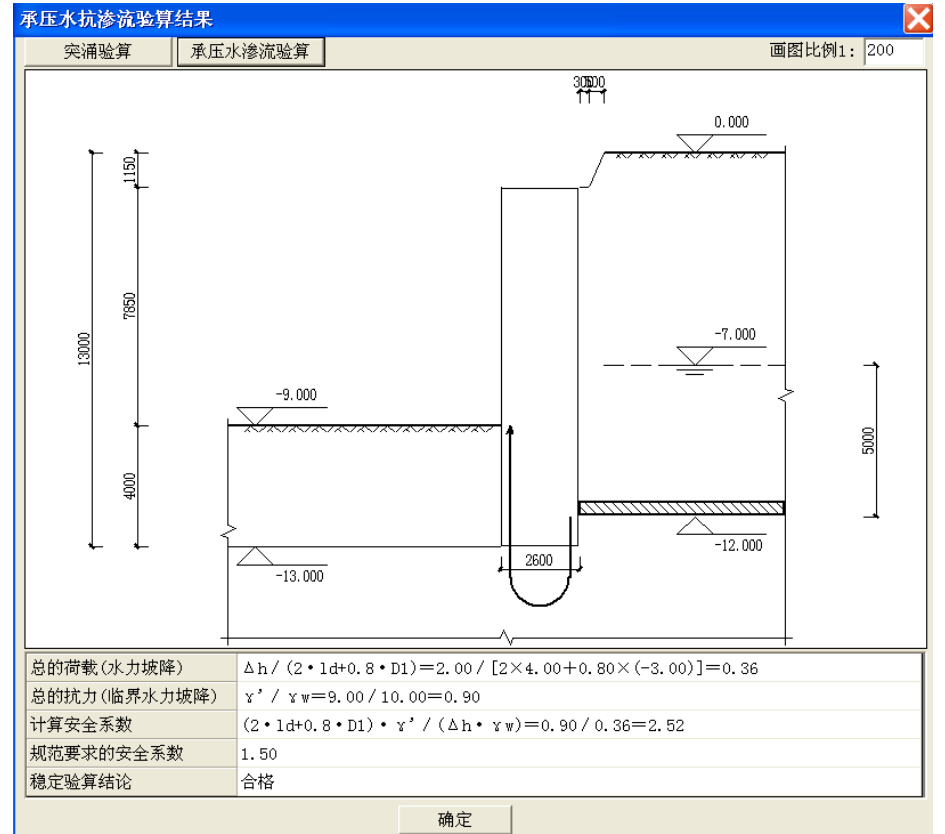 承压水抗渗流验算结果
突涌验算 承压水渗流验算 画图比例1: 200
0.000
1150
7850
13000
-7.000
-9.000
5000
4000
-12.000
2600
-13.000
总的荷载(水力坡降) Δh/(2•ld+0.8•D1)=2.00/[2×4.00+0.80×(-3.00)]=0.36
总的抗力(临界水力坡降) γ'/γw=9.00/10.00=0.90
计算安全系数 (2•ld+0.8•D1)•γ'/(Δh•γw)=0.90/0.36=2.52
规范要求的安全系数 1.50
稳定验算结论 合格
确定